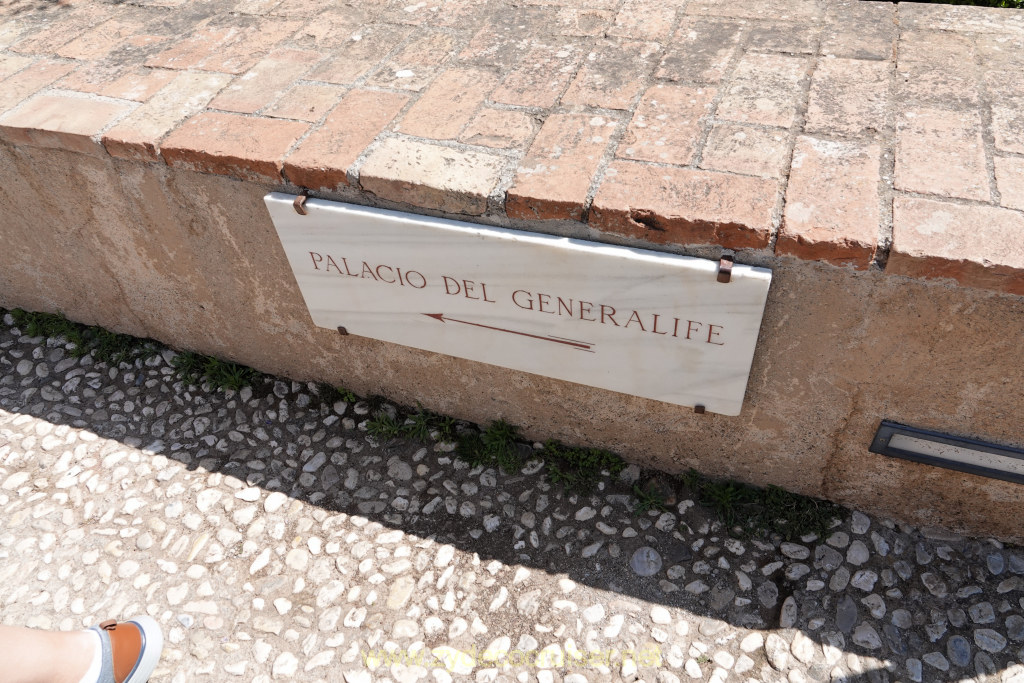 PALACIO DEL GENERALIFE